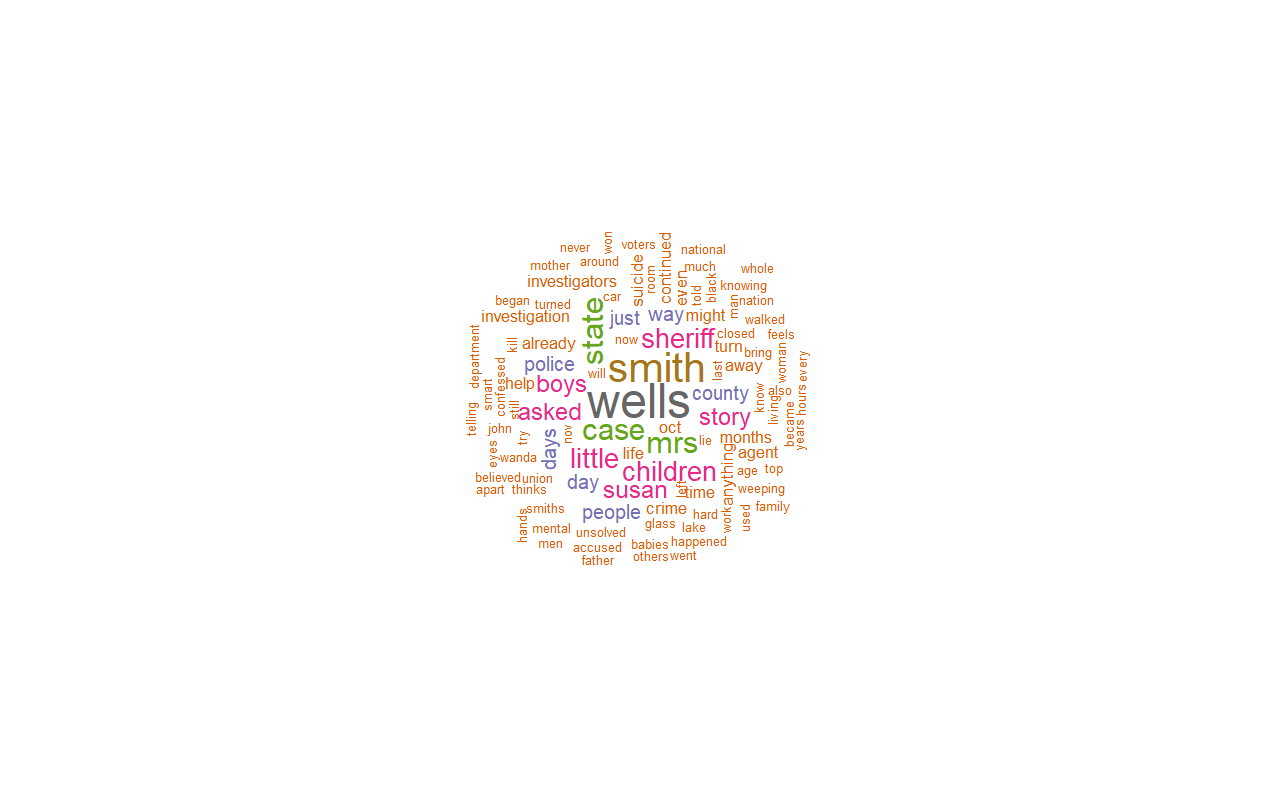 won
never
voters
national
mother
around
suicide
room
continued
even
much
told
black
whole
investigators
knowing
began
turned
car
man
nation
investigation
state
just
way
might
walked
department
kill
already
now
sheriff
closed
feels
turn
bring
woman
every
police
will
smith
last
away
smart
confessed
help
boys
wells
county
know
also
living
hours
telling
still
asked
story
became
years
john
try
nov
case
oct
mrs
lie
months
eyes
wanda
days
little
life
agent
believed
union
day
children
anything
age
top
apart
thinks
susan
left
time
weeping
hands
smiths
people
crime
hard
work
used
family
mental
unsolved
glass
lake
men
accused
babies
happened
father
others
went